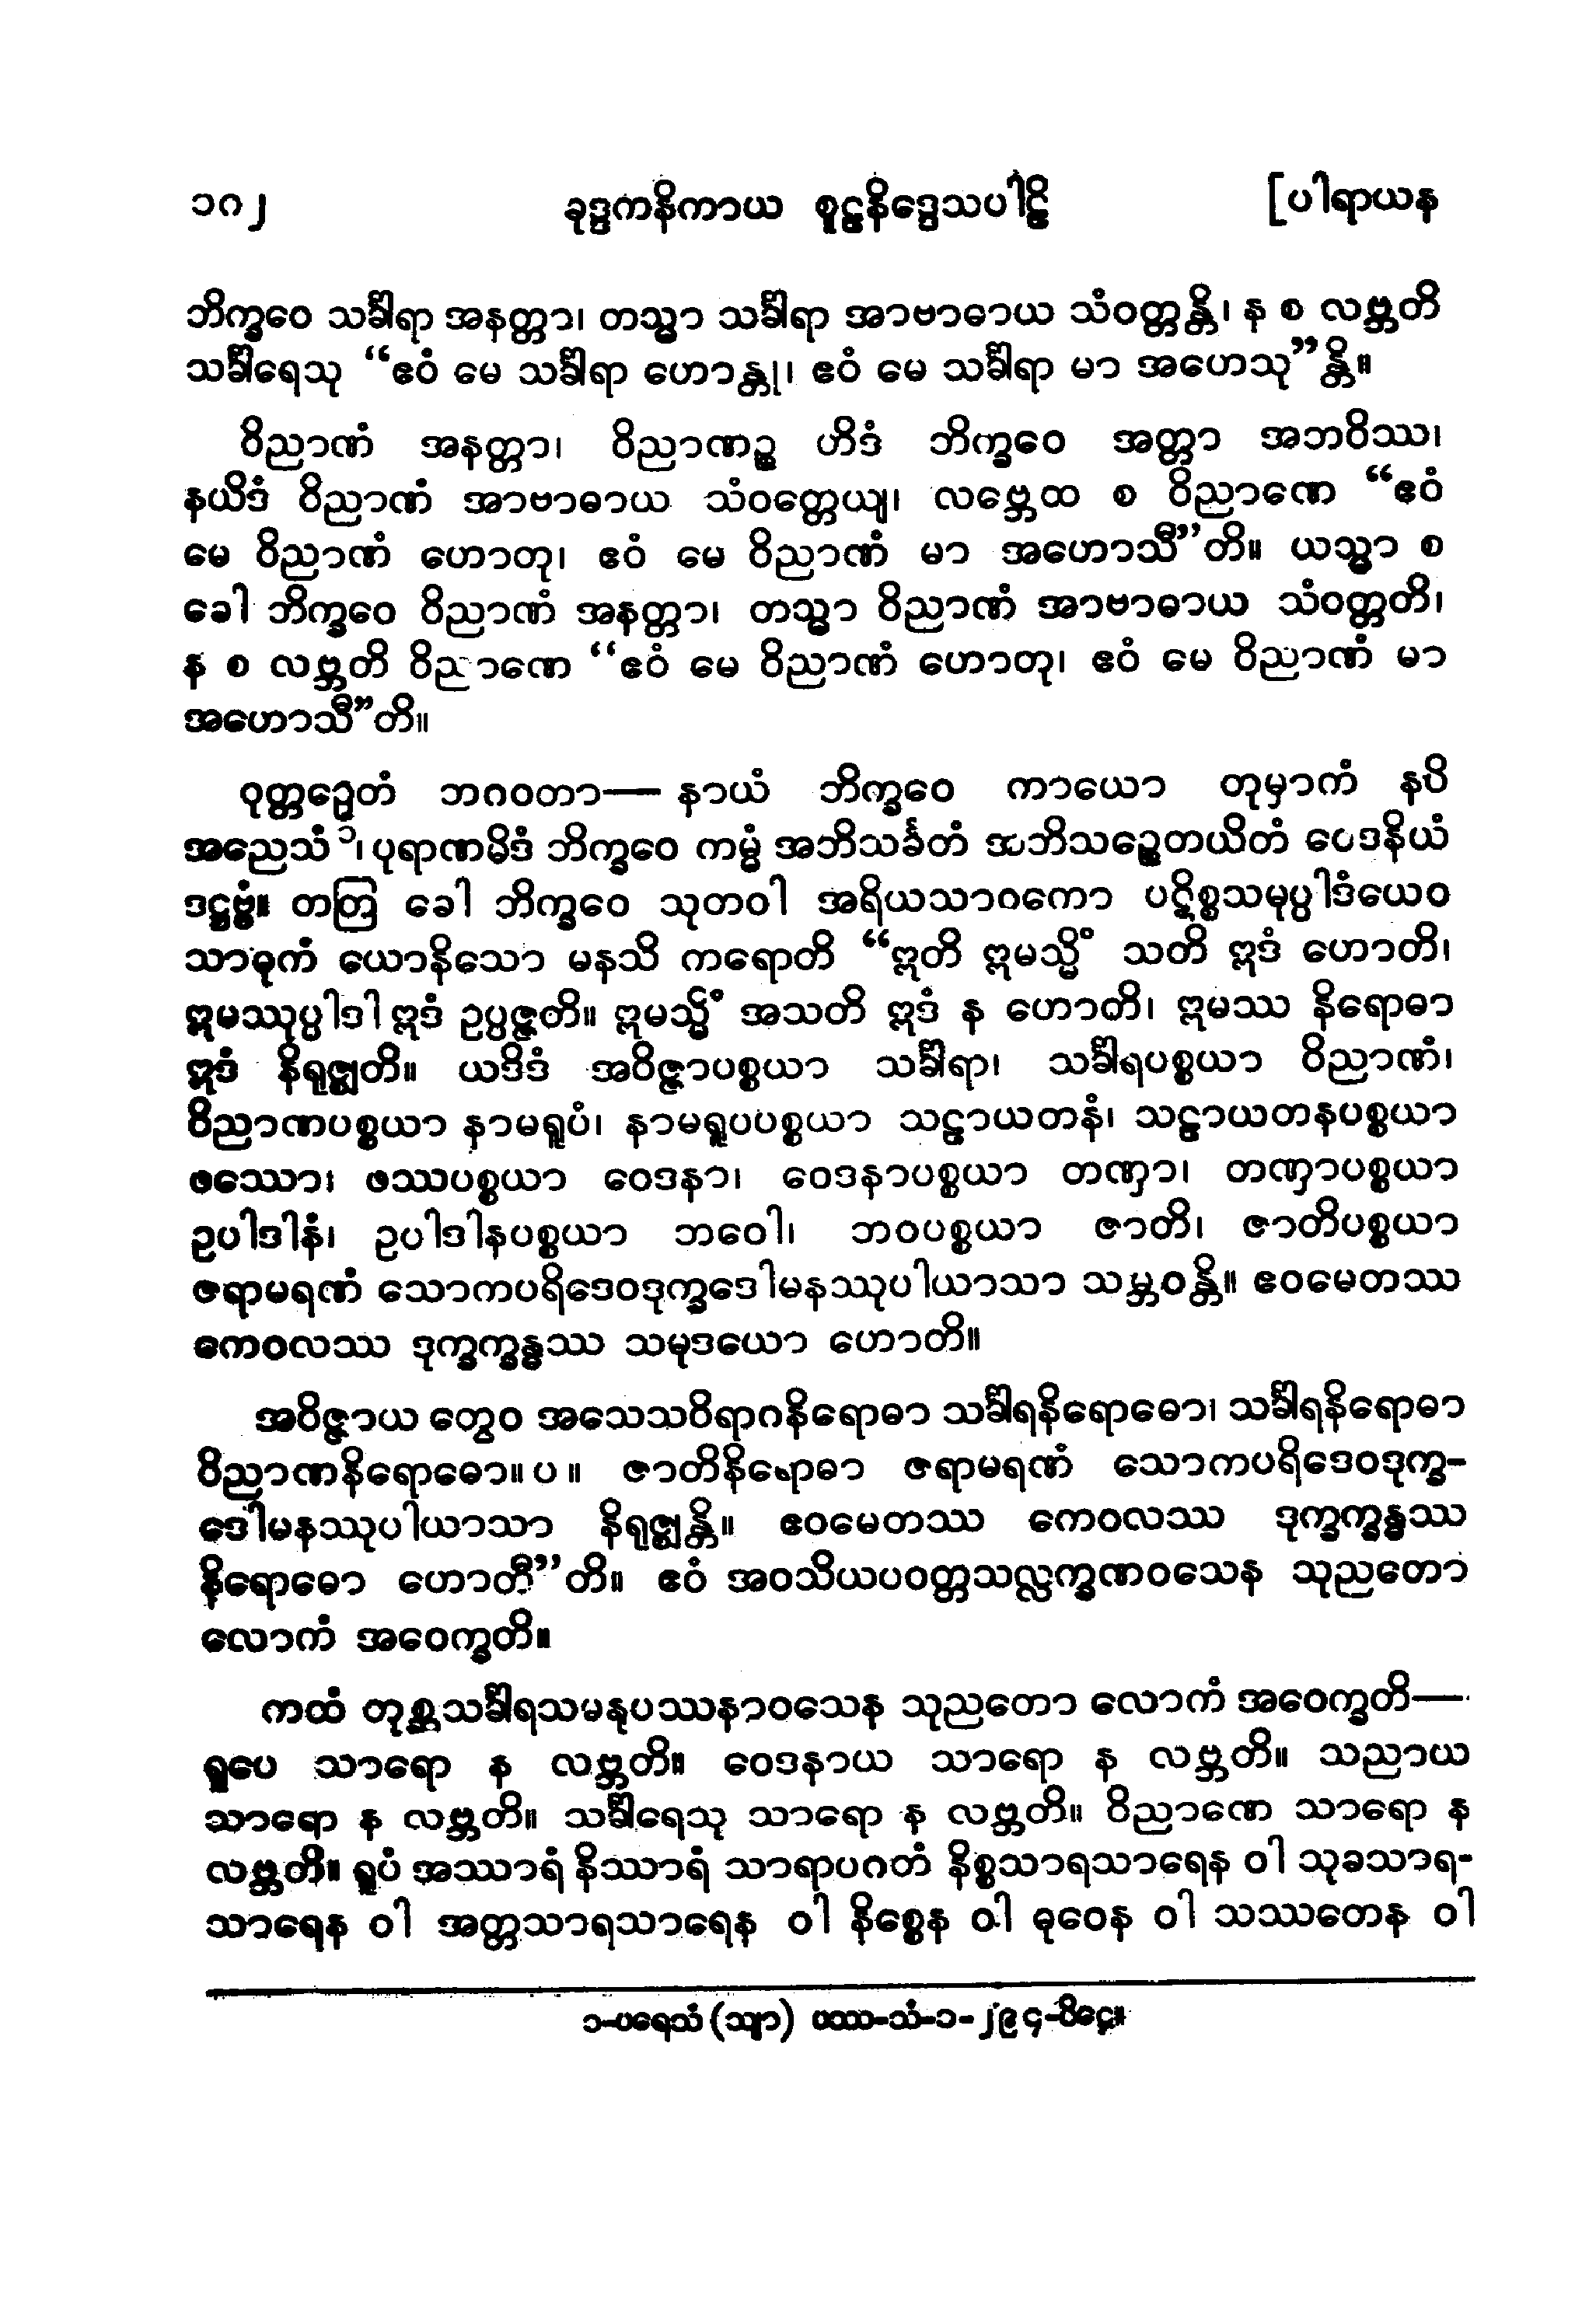 ၁၈၂ ခုဒ္ဒကနိကာယ စူဠနိဒ္ဒေသပါဠိ [ပါရာယန
ဘိက္ခဝေ သင်္ခါရာ အနတ္တာ၊ တသ္မာ သင်္ခါရာ အာဗာဓာယ သံဝတ္တန္တိ၊ န စ လဗ္ဘတိ
သင်္ခါရေသု “ဧဝံ မေ သင်္ခါရာ ဟောန္တု၊ ဧဝံ မေ သင်္ခါရာ မာ အဟေသု”န္တိ။
ဝိညာဏံ အနတ္တာ၊ ဝိညာဏဉ္စ ဟိဒံ ဘိက္ခဝေ အတ္တာ အဘဝိဿ၊
နယိဒံ ဝိညာဏံ အာဗာဓာယ သံဝတ္တေယျ၊ လဗ္ဘေထ စ ဝိညာဏေ “ဧဝံ
မေ ဝိညာဏံ ဟောတု၊ ဧဝံ မေ ဝိညာဏံ မာ အဟောသီ”တိ။ ယသ္မာ စ
ခေါ ဘိက္ခဝေ ဝိညာဏံ အနတ္တာ၊ တသ္မာ ဝိညာဏံ အာဗာဓာယ သံဝတ္တတိ၊
န စ လဗ္ဘတိ ဝိညာဏေ “ဧဝံ မေ ဝိညာဏံ ဟောတု၊ ဧဝံ မေ ဝိညာဏံ မာ
အဟောသီ”တိ။
ဝုတ္တဉှေတံ ဘဂဝတာ— နာယံ ဘိက္ခဝေ ကာယော တုမှာကံ နပိ
အညေသံ၁၊ ပုရာဏမိဒံ ဘိက္ခဝေ ကမ္မံ အဘိသင်္ခတံ အဘိသဉ္စေတယိတံ ဝေဒနိယံ
ဒဋ္ဌဗ္ဗံ။ တတြ ခေါ ဘိက္ခဝေ သုတဝါ အရိယသာဝကော ပဋိစ္စသမုပ္ပါဒံယေဝ
သာဓုကံ ယောနိသော မနသိ ကရောတိ “ဣတိ ဣမသ္မိံ သတိ ဣဒံ ဟောတိ၊
ဣမဿုပ္ပါဒါ ဣဒံ ဥပ္ပဇ္ဇတိ။ ဣမသ္မိံ အသတိ ဣဒံ န ဟောတိ၊ ဣမဿ နိရောဓာ
ဣဒံ နိရုဇ္ဈတိ။ ယဒိဒံ အဝိဇ္ဇာပစ္စယာ သင်္ခါရာ၊ သင်္ခါရပစ္စယာ ဝိညာဏံ၊
ဝိညာဏပစ္စယာ နာမရူပံ၊ နာမရူပပစ္စယာ သဠာယတနံ၊ သဠာယတနပစ္စယာ
ဖဿော၊ ဖဿပစ္စယာ ဝေဒနာ၊ ဝေဒနာပစ္စယာ တဏှာ၊ တဏှာပစ္စယာ
ဥပါဒါနံ၊ ဥပါဒါနပစ္စယာ ဘဝေါ၊ ဘဝပစ္စယာ ဇာတိ၊ ဇာတိပစ္စယာ
ဇရာမရဏံ သောကပရိဒေဝဒုက္ခဒေါမနဿုပါယာသာ သမ္ဘဝန္တိ။ ဧဝမေတဿ
ကေဝလဿ ဒုက္ခက္ခန္ဓဿ သမုဒယော ဟောတိ။
အဝိဇ္ဇာယ တွေဝ အသေသဝိရာဂနိရောဓာ သင်္ခါရနိရောဓော၊ သင်္ခါရနိရောဓာ
ဝိညာဏနိရောဓော။ ပ ။ ဇာတိနိရောဓာ ဇရာမရဏံ သောကပရိဒေဝဒုက္ခ-
ဒေါမနဿုပါယာသာ နိရုဇ္ဈန္တိ။ ဧဝမေတဿ ကေဝလဿ ဒုက္ခက္ခန္ဓဿ
နိရောဓော ဟောတီ”တိ။ ဧဝံ အဝသိယပဝတ္တသလ္လက္ခဏဝသေန သုညတော
လောကံ အဝေက္ခတိ။
ကထံ တုစ္ဆသင်္ခါရသမနုပဿနာဝသေန သုညတော လောကံ အဝေက္ခတိ—
ရူပေ သာရော န လဗ္ဘတိ။ ဝေဒနာယ သာရော န လဗ္ဘတိ။ သညာယ
သာရော န လဗ္ဘတိ။ သင်္ခါရေသု သာရော န လဗ္ဘတိ။ ဝိညာဏေ သာရော န
လဗ္ဘတိ။ ရူပံ အဿာရံ နိဿာရံ သာရာပဂတံ နိစ္စသာရသာရေန ဝါ သုခသာရ-
သာရေန ဝါ အတ္တသာရသာရေန ဝါ နိစ္စေန ဝါ ဓုဝေန ဝါ သဿတေန ဝါ
၁-ပရေသံ (သျာ) ပဿ-သံ-၁-၂၉၄-ပိဋ္ဌေ။